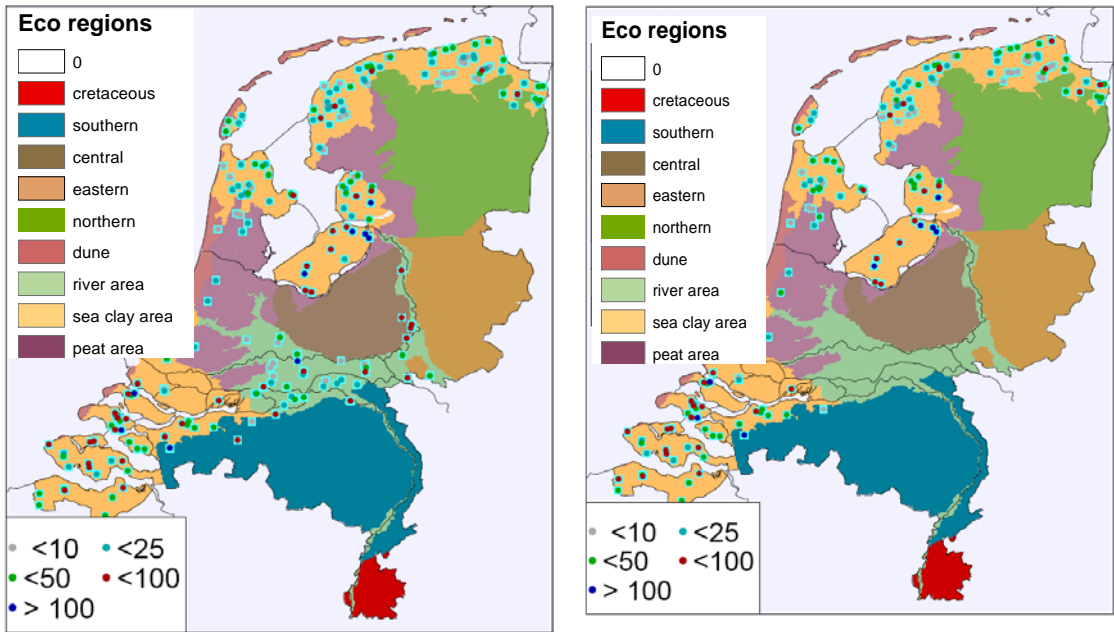 Eco regions
0
cretaceous
southern
central
eastern
northern
dune
river area
sea clay area
peat area
<10 <25
<50 <100
> 100
Eco regions
0
cretaceous
southern
central
eastern
northern
dune
river area
sea clay area
peat area
<10 <25
<50 <100
> 100